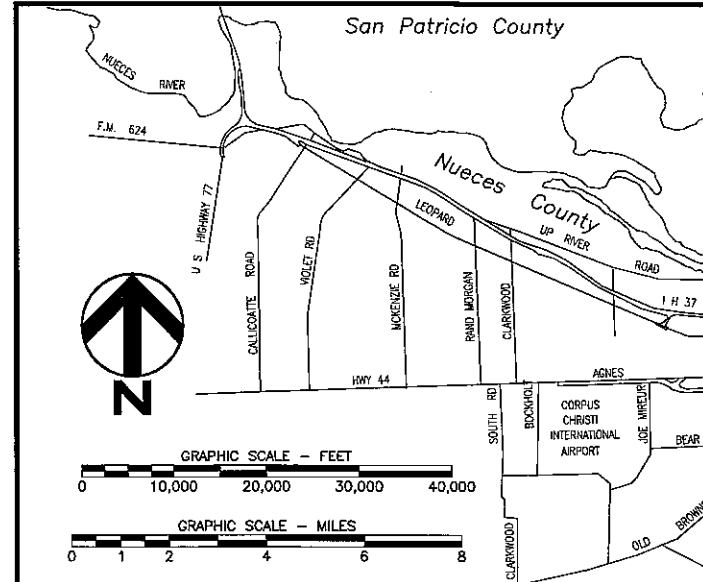 San Patricio County
NUECES
RIVER
F.M. 624
U S HIGHWAY 77
Nueces
County
LEOPARD
UP RIVER
ROAD
I H 37
CALLICOATTE ROAD
VIOLET RD
MCKENZIE RD
RAND MORGAN
CLARKWOOD
HWY 44
AGNES
N
SOUTH RD
BOCKHOLT
CORPUS
CHRISTI
INTERNATIONAL
AIRPORT
JOE MIREUR
BEAR
GRAPHIC SCALE - FEET
0 10,000 20,000 30,000 40,000
GRAPHIC SCALE - MILES
0 1 2 4 6 8
CLARKWOOD
OLD
BROWNS